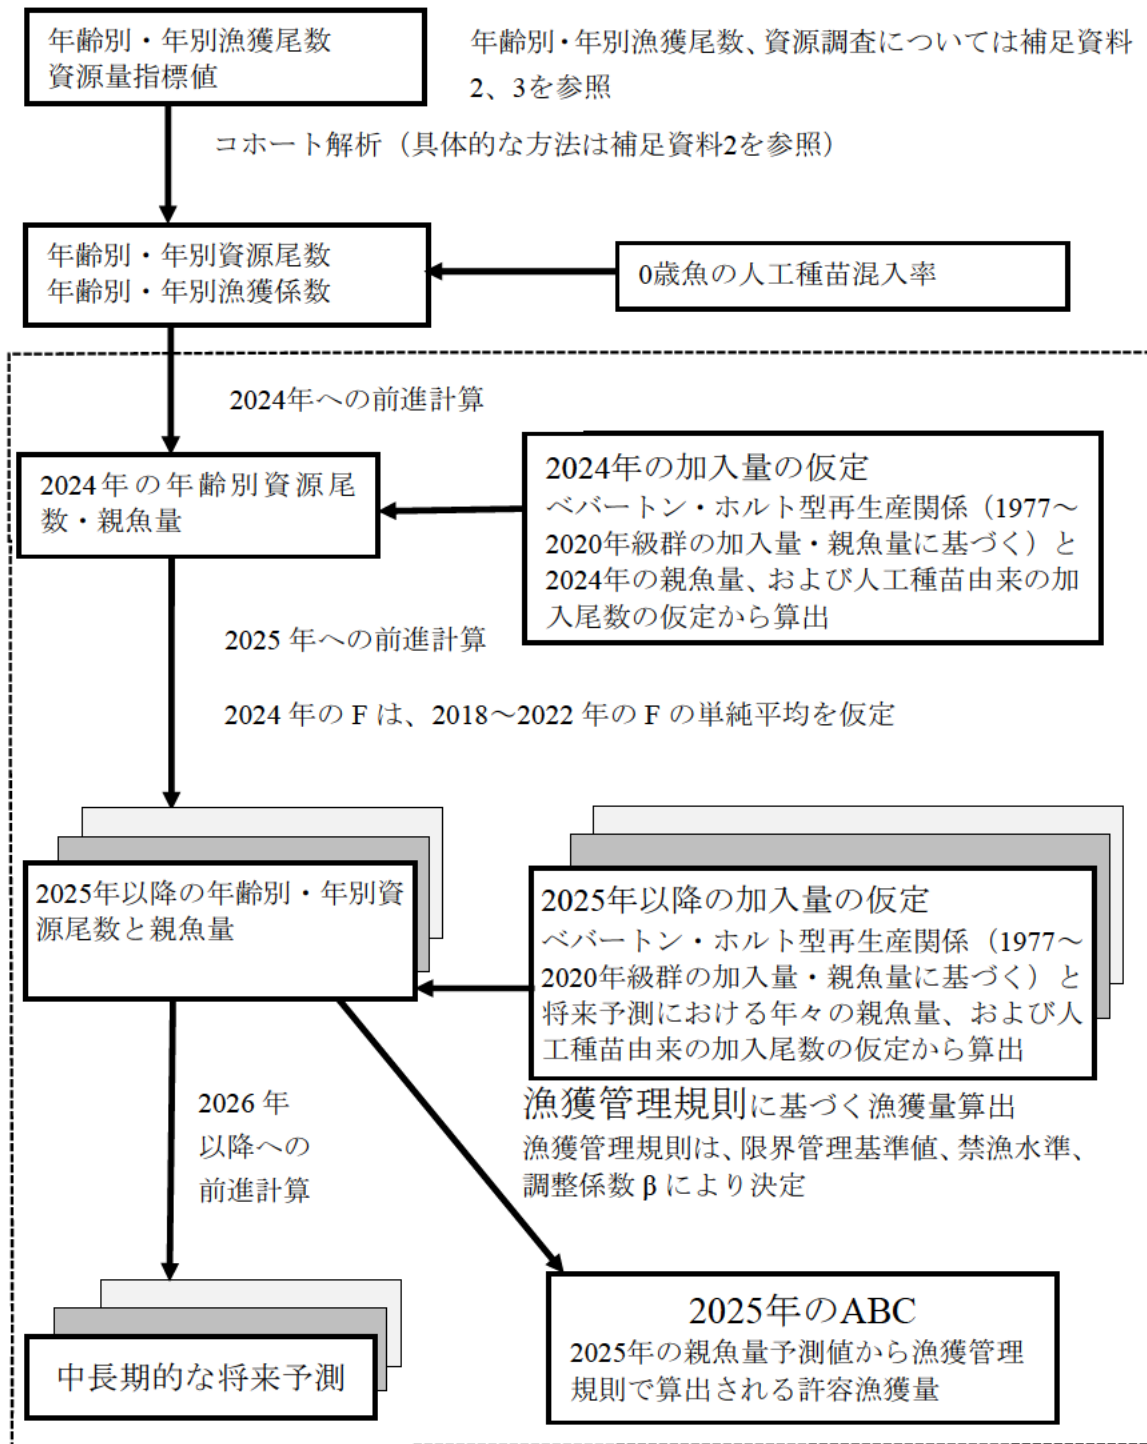 年齢別・年別漁獲尾数
資源量指標値
年齢別・年別漁獲尾数、資源調査については補足資料
2、3を参照
コホート解析（具体的な方法は補足資料2を参照）
年齢別・年別資源尾数
年齢別・年別漁獲係数
0歳魚の人工種苗混入率
2024年への前進計算
2024年の年齢別資源尾
数・親魚量
2024年の加入量の仮定
ベバートン・ホルト型再生産関係（1977～
2020年級群の加入量・親魚量に基づく）と
2024年の親魚量、および人工種苗由来の加
入尾数の仮定から算出
2025 年への前進計算
2024 年の F は、2018～2022 年の F の単純平均を仮定
2025年以降の年齢別・年別資
源尾数と親魚量
2025年以降の加入量の仮定
ベバートン・ホルト型再生産関係（1977～
2020年級群の加入量・親魚量に基づく）と
将来予測における年々の親魚量、および人
工種苗由来の加入尾数の仮定から算出
2026 年
以降への
前進計算
漁獲管理規則に基づく漁獲量算出
漁獲管理規則は、限界管理基準値、禁漁水準、
調整係数 β により決定
中長期的な将来予測
2025年のABC
2025年の親魚量予測値から漁獲管理
規則で算出される許容漁獲量